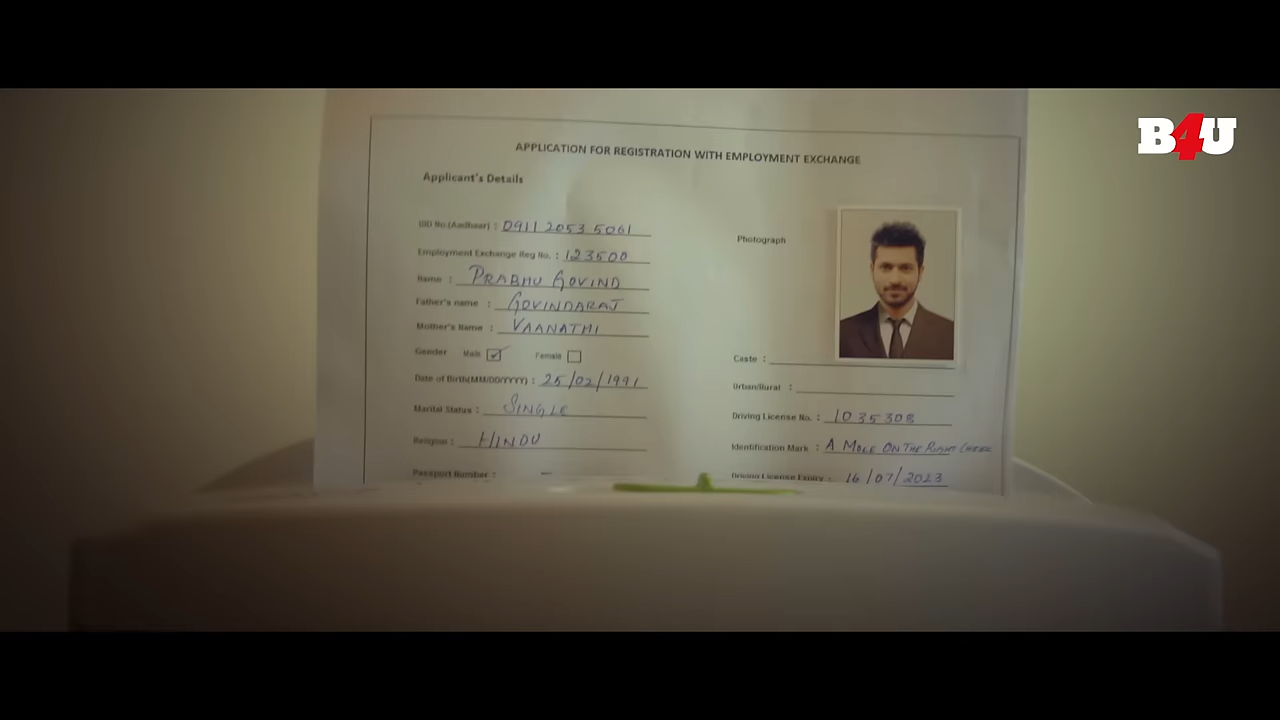 B4U
APPLICATION FOR REGISTRATION WITH EMPLOYMENT EXCHANGE
Applicant's Details
UID No.(Aadhaar) : 0911 2053 5061
Employment Exchange Reg No. : 123500
Name : PRABHU GOVIND
Father's name : GOVINDARAJ
Mother's Name : VAANATHI
Gender Male Female
Date of Birth(MM/DD/YYYY) : 25/02/1991
Marital Status : SINGLE
Religion : HINDU
Passport Number : –
Photograph
Caste :
Urban/Rural :
Driving License No. : 1035308
Identification Mark : A MOLE ON THE RIGHT CHEEK
Driving License Expiry : 16/07/2023